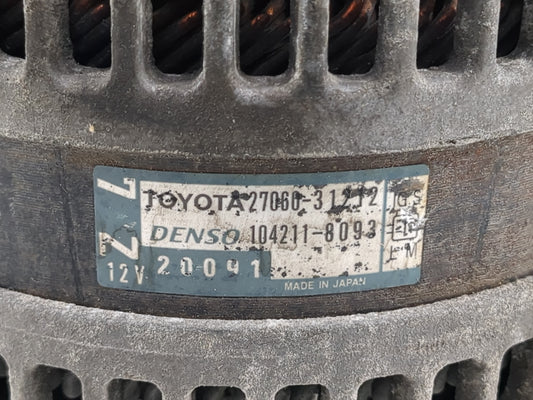 TOYOTA 27060-31212
DENSO 104211-8093
12V 20091
MADE IN JAPAN